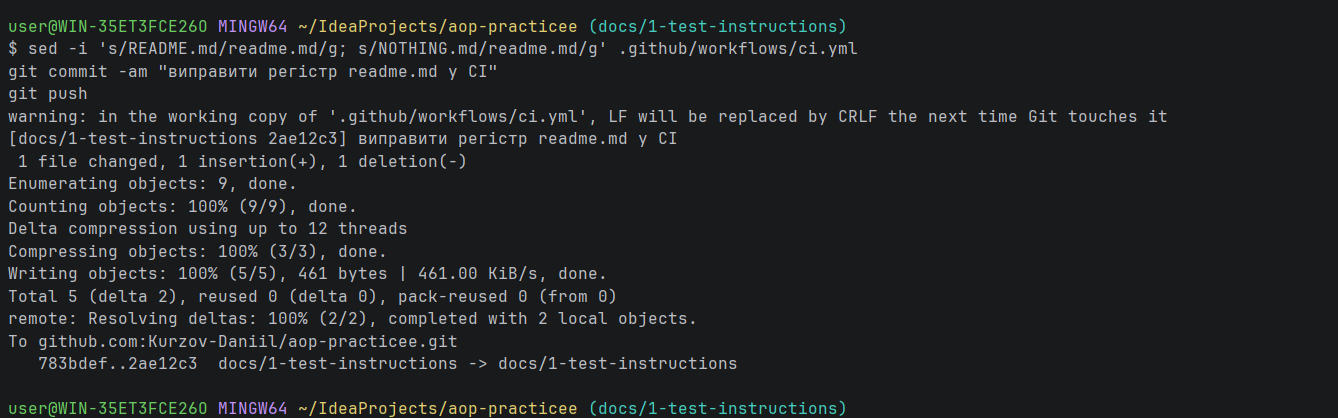 user@WIN-35ET3FCE26O MINGW64 ~/IdeaProjects/aop-practicee (docs/1-test-instructions)
$ sed -i 's/README.md/readme.md/g; s/NOTHING.md/readme.md/g' .github/workflows/ci.yml
git commit -am "виправити регістр readme.md у CI"
git push
warning: in the working copy of '.github/workflows/ci.yml', LF will be replaced by CRLF the next time Git touches it
[docs/1-test-instructions 2ae12c3] виправити регістр readme.md у CI
 1 file changed, 1 insertion(+), 1 deletion(-)
Enumerating objects: 9, done.
Counting objects: 100% (9/9), done.
Delta compression using up to 12 threads
Compressing objects: 100% (3/3), done.
Writing objects: 100% (5/5), 461 bytes | 461.00 KiB/s, done.
Total 5 (delta 2), reused 0 (delta 0), pack-reused 0 (from 0)
remote: Resolving deltas: 100% (2/2), completed with 2 local objects.
To github.com:Kurzov-Daniil/aop-practicee.git
   783bdef..2ae12c3  docs/1-test-instructions -> docs/1-test-instructions
user@WIN-35ET3FCE26O MINGW64 ~/IdeaProjects/aop-practicee (docs/1-test-instructions)